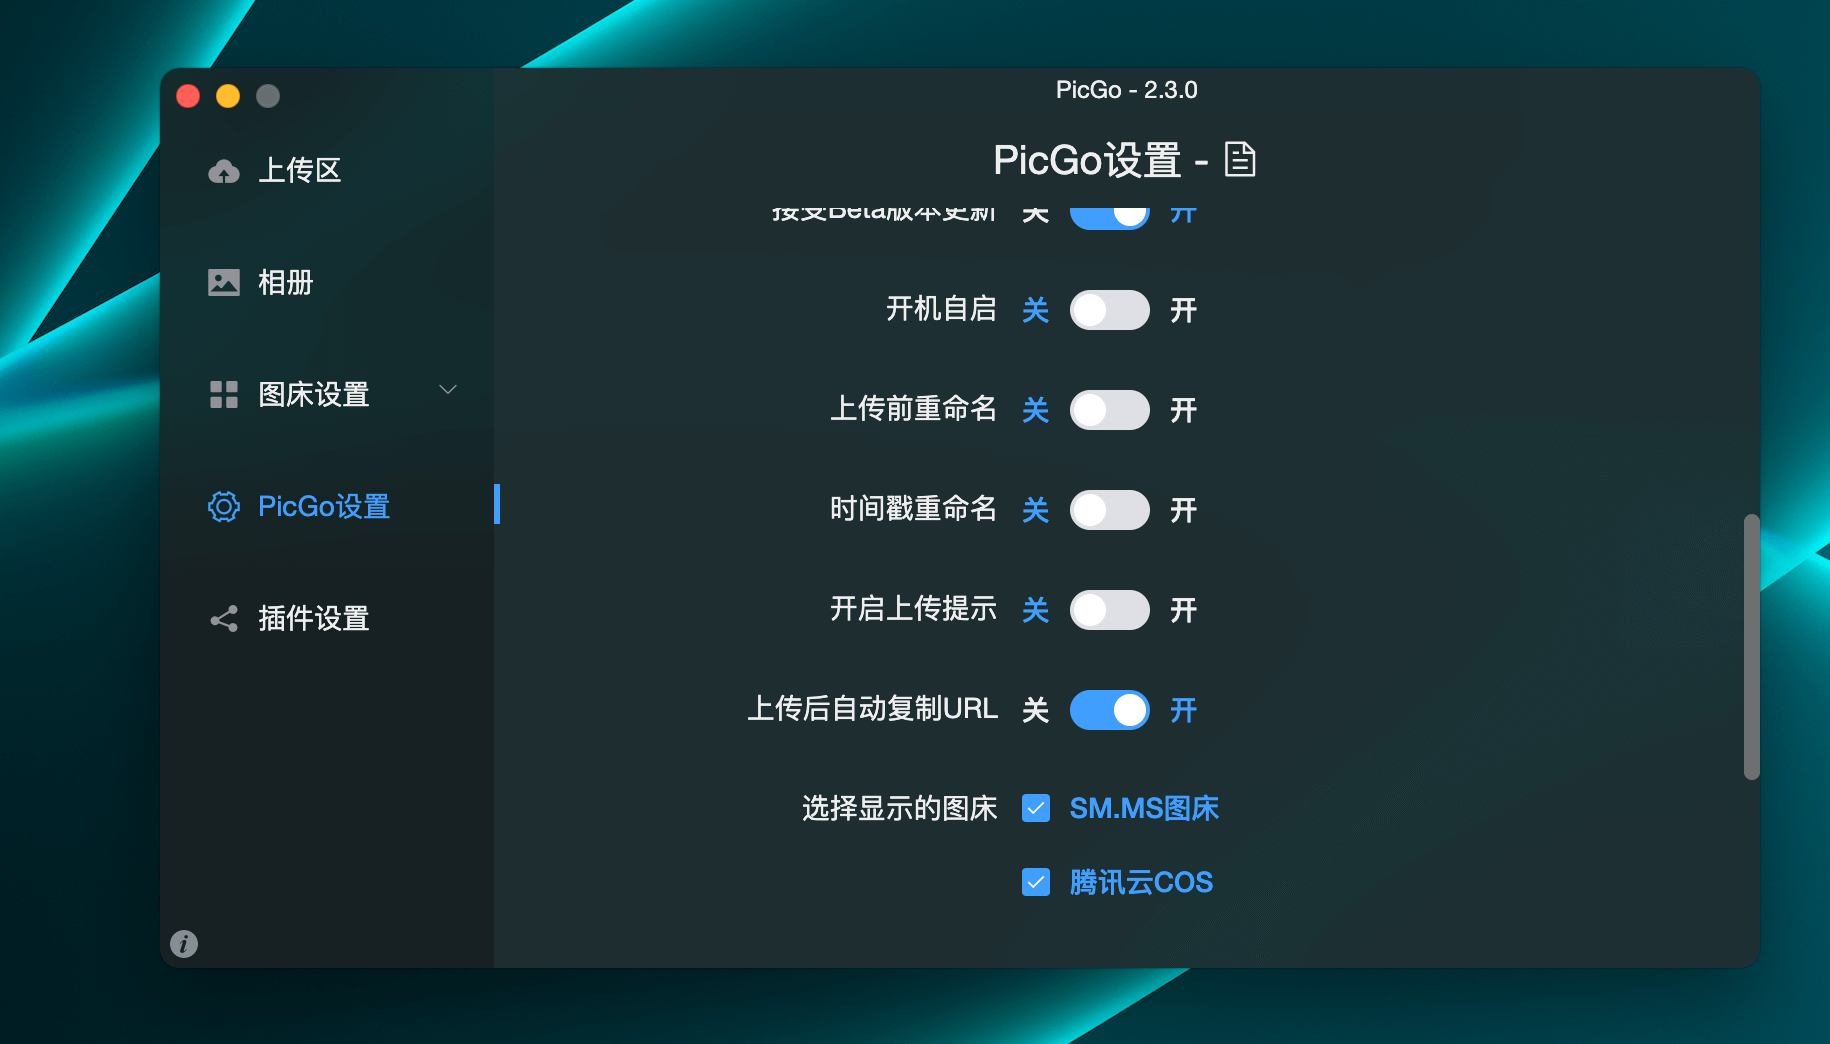 PicGo - 2.3.0
上传区
相册
图床设置
PicGo设置
插件设置
PicGo设置 -
接受Beta版本更新 关 开
开机自启 关 开
上传前重命名 关 开
时间戳重命名 关 开
开启上传提示 关 开
上传后自动复制URL 关 开
选择显示的图床 SM.MS图床
腾讯云COS